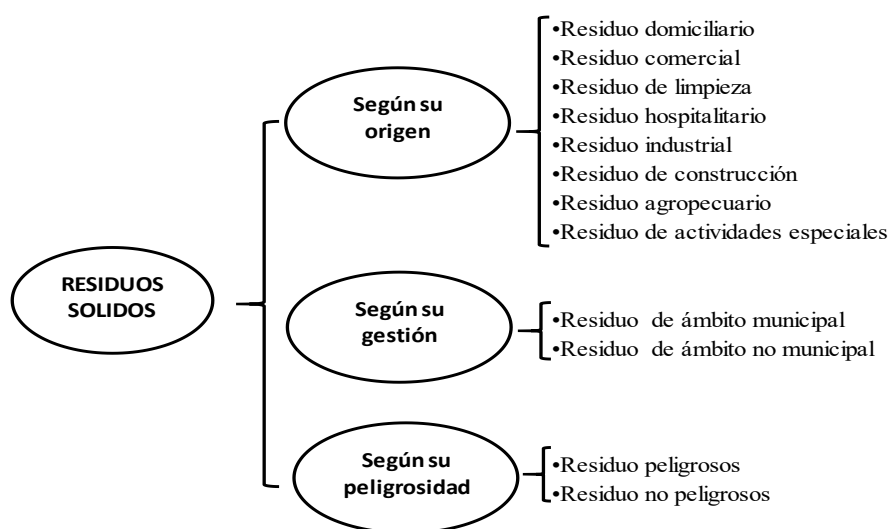 RESIDUOS
SOLIDOS
Según su
origen
•Residuo domiciliario
•Residuo comercial
•Residuo de limpieza
•Residuo hospitalitario
•Residuo industrial
•Residuo de construcción
•Residuo agropecuario
•Residuo de actividades especiales
Según su
gestión
•Residuo de ámbito municipal
•Residuo de ámbito no municipal
Según su
peligrosidad
•Residuo peligrosos
•Residuo no peligrosos